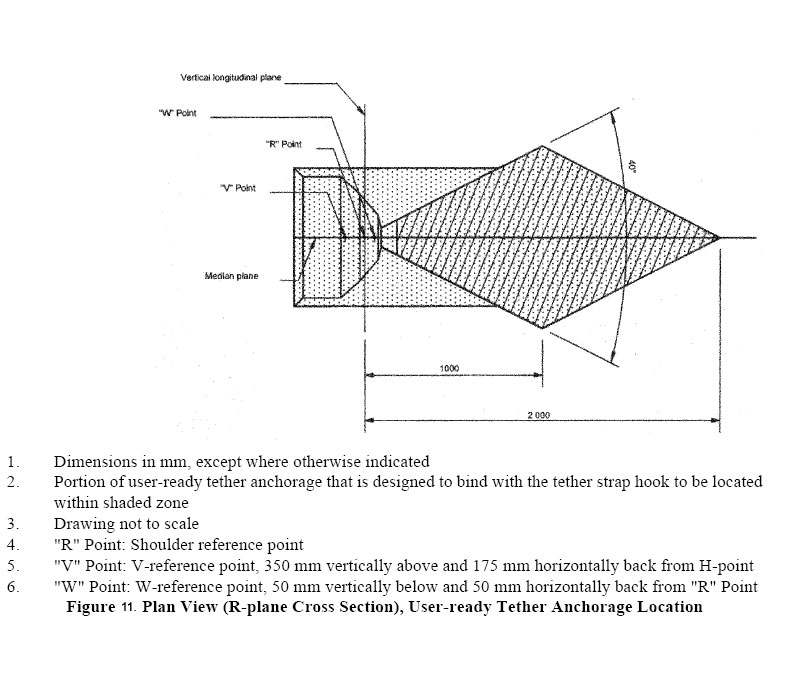 Vertical longitudinal plane
"W" Point
"R" Point
"V" Point
40°
Median plane
1000
2 000
1. Dimensions in mm, except where otherwise indicated
2. Portion of user-ready tether anchorage that is designed to bind with the tether strap hook to be located
within shaded zone
3. Drawing not to scale
4. "R" Point: Shoulder reference point
5. "V" Point: V-reference point, 350 mm vertically above and 175 mm horizontally back from H-point
6. "W" Point: W-reference point, 50 mm vertically below and 50 mm horizontally back from "R" Point
Figure 11. Plan View (R-plane Cross Section), User-ready Tether Anchorage Location